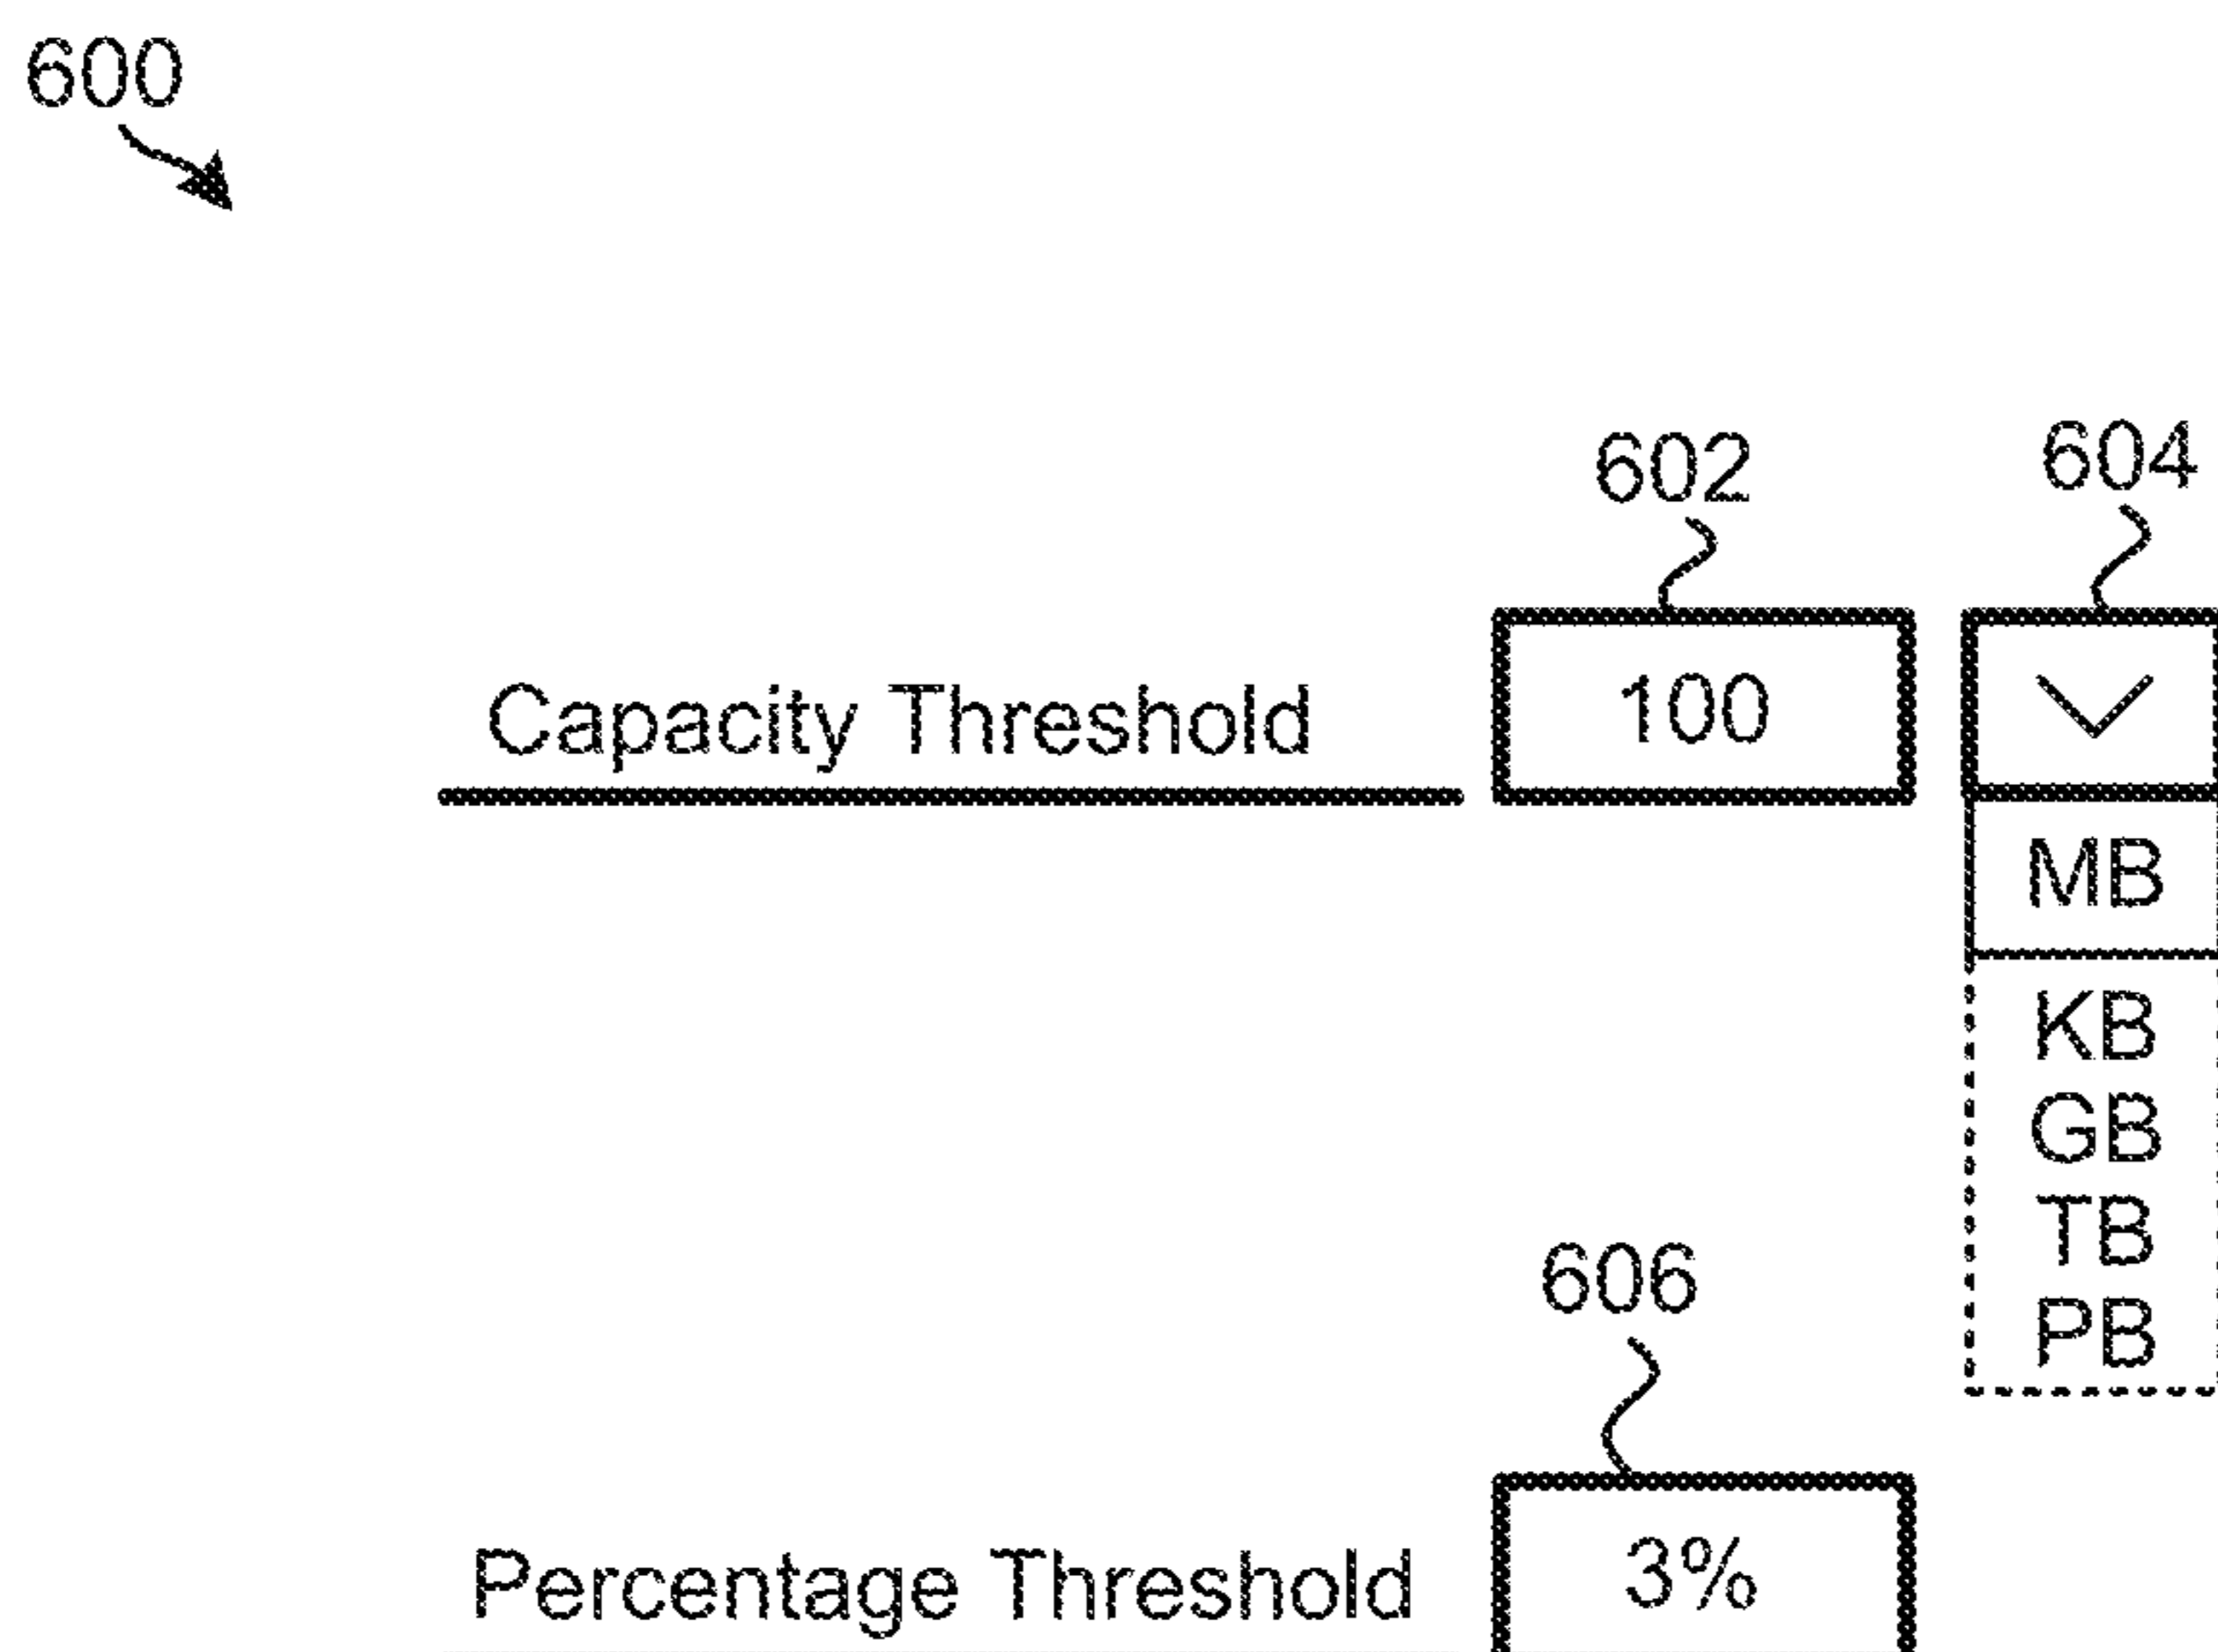 600
602 604
Capacity Threshold 100
MB
KB
GB
TB
PB
606
Percentage Threshold 3%